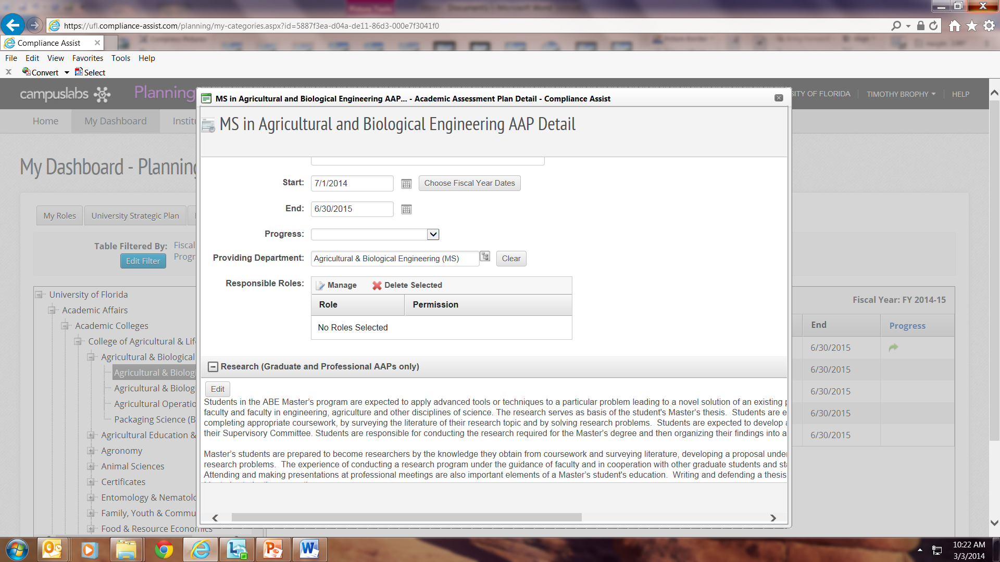 https://ufl.compliance-assist.com/planning/my-categories.aspx?id=5887f3ea-d04a-de11-86d3-000e7f3041f0
Compliance Assist
File Edit View Favorites Tools Help
Convert Select
campuslabs Planning
SITY OF FLORIDA TIMOTHY BROPHY HELP
MS in Agricultural and Biological Engineering AAP... - Academic Assessment Plan Detail - Compliance Assist
Home My Dashboard Institu
MS in Agricultural and Biological Engineering AAP Detail
My Dashboard - Planning
Start: 7/1/2014 Choose Fiscal Year Dates
End: 6/30/2015
My Roles University Strategic Plan
Progress:
Table Filtered By: Fiscal
Progr
Edit Filter
Providing Department: Agricultural & Biological Engineering (MS) Clear
Responsible Roles: Manage Delete Selected
Role Permission
No Roles Selected
University of Florida
Academic Affairs
Academic Colleges
College of Agricultural & Lif
Agricultural & Biological
Agricultural & Biologi
Agricultural & Biologi
Agricultural Operatio
Packaging Science (B
Agricultural Education &
Agronomy
Animal Sciences
Certificates
Entomology & Nematolo
Family, Youth & Commu
Food & Resource Economics
Fiscal Year: FY 2014-15
End Progress
6/30/2015
6/30/2015
6/30/2015
6/30/2015
6/30/2015
Research (Graduate and Professional AAPs only)
Edit
Students in the ABE Master’s program are expected to apply advanced tools or techniques to a particular problem leading to a novel solution of an existing p
faculty and faculty in engineering, agriculture and other disciplines of science. The research serves as basis of the student's Master’s thesis.  Students are e
completing appropriate coursework, by surveying the literature of their research topic and by solving research problems.  Students are expected to develop a
their Supervisory Committee. Students are responsible for conducting the research required for the Master’s degree and then organizing their findings into a
Master’s students are prepared to become researchers by the knowledge they obtain from coursework and surveying literature, developing a proposal under
research problems.  The experience of conducting a research program under the guidance of faculty and in cooperation with other graduate students and sta
Attending and making presentations at professional meetings are also important elements of a Master’s student's education.  Writing and defending a thesis
10:22 AM
3/3/2014